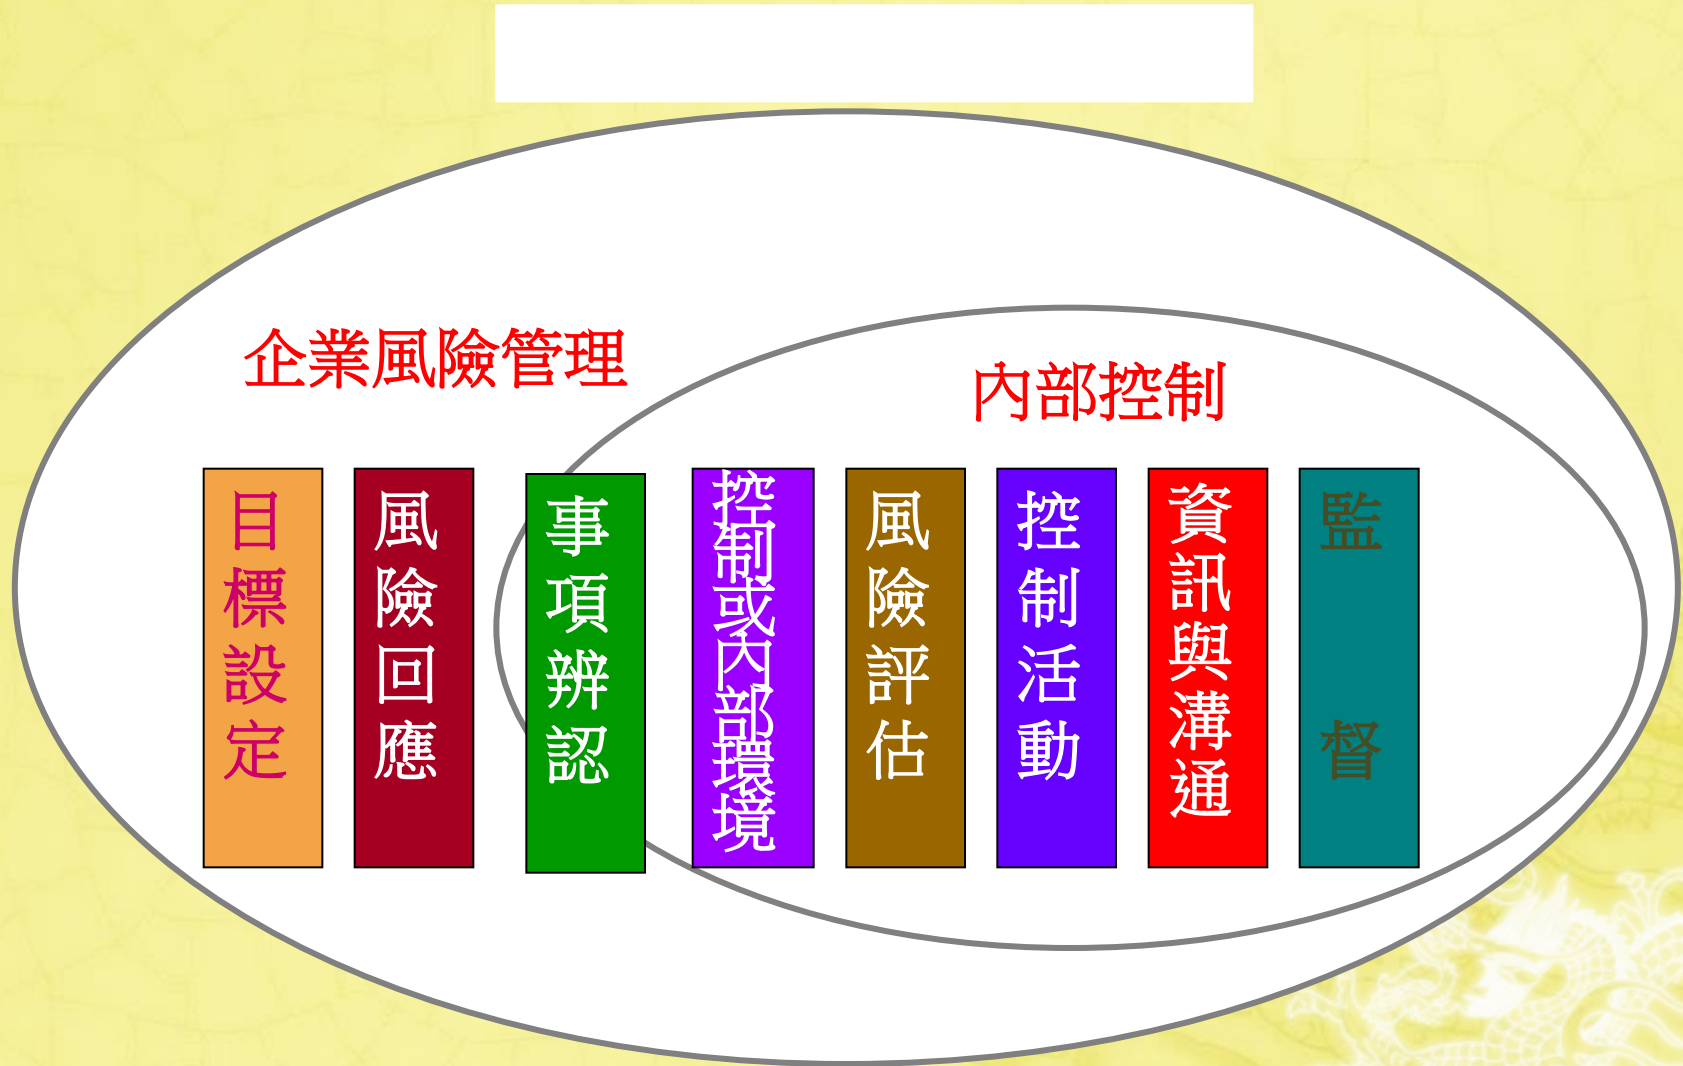 企業風險管理
內部控制
目標設定
風險回應
事項辨認
控制或內部環境
風險評估
控制活動
資訊與溝通
監督